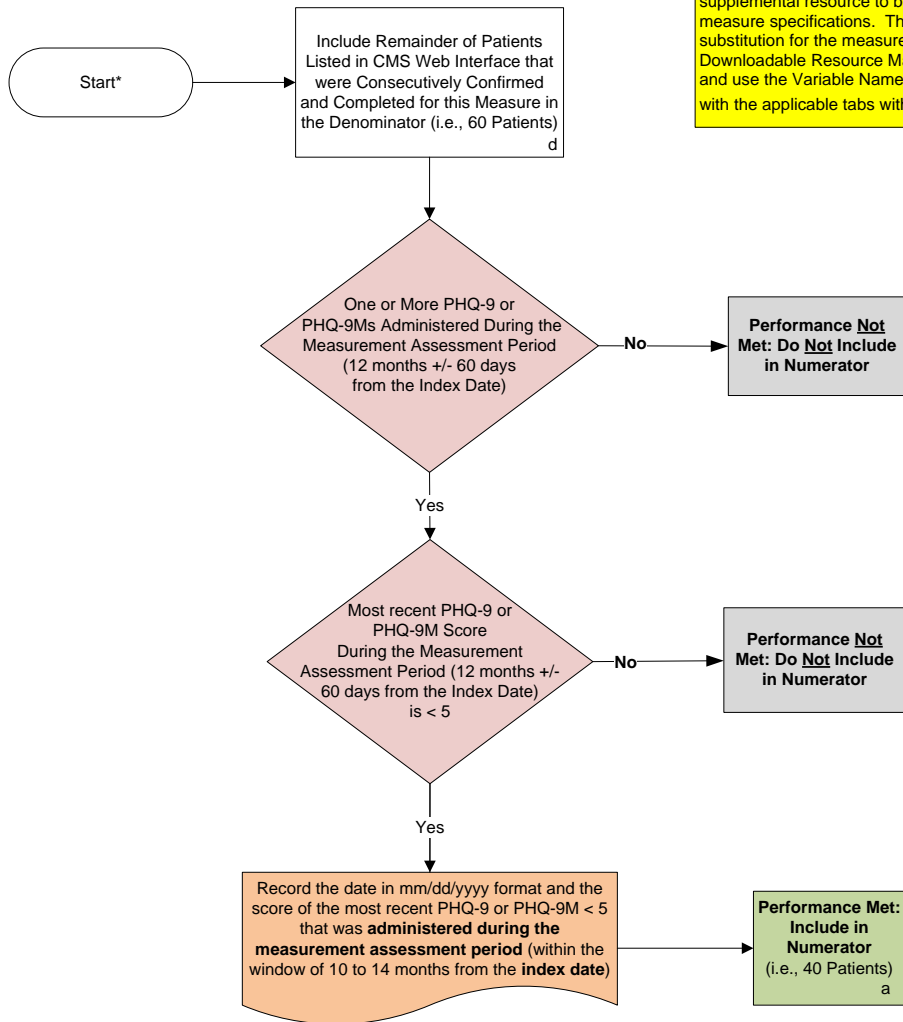 supplemental resource to b
measure specifications. Th
substitution for the measure
Downloadable Resource Ma
and use the Variable Name
with the applicable tabs with
Start*
Include Remainder of Patients
Listed in CMS Web Interface that
were Consecutively Confirmed
and Completed for this Measure in
the Denominator (i.e., 60 Patients)
d
One or More PHQ-9 or
PHQ-9Ms Administered During the
Measurement Assessment Period
(12 months +/- 60 days
from the Index Date)
No
Performance Not
Met: Do Not Include
in Numerator
Yes
Most recent PHQ-9 or
PHQ-9M Score
During the Measurement
Assessment Period (12 months +/-
60 days from the Index Date)
is < 5
No
Performance Not
Met: Do Not Include
in Numerator
Yes
Record the date in mm/dd/yyyy format and the
score of the most recent PHQ-9 or PHQ-9M < 5
that was administered during the
measurement assessment period (within the
window of 10 to 14 months from the index date)
Performance Met:
Include in
Numerator
(i.e., 40 Patients)
a